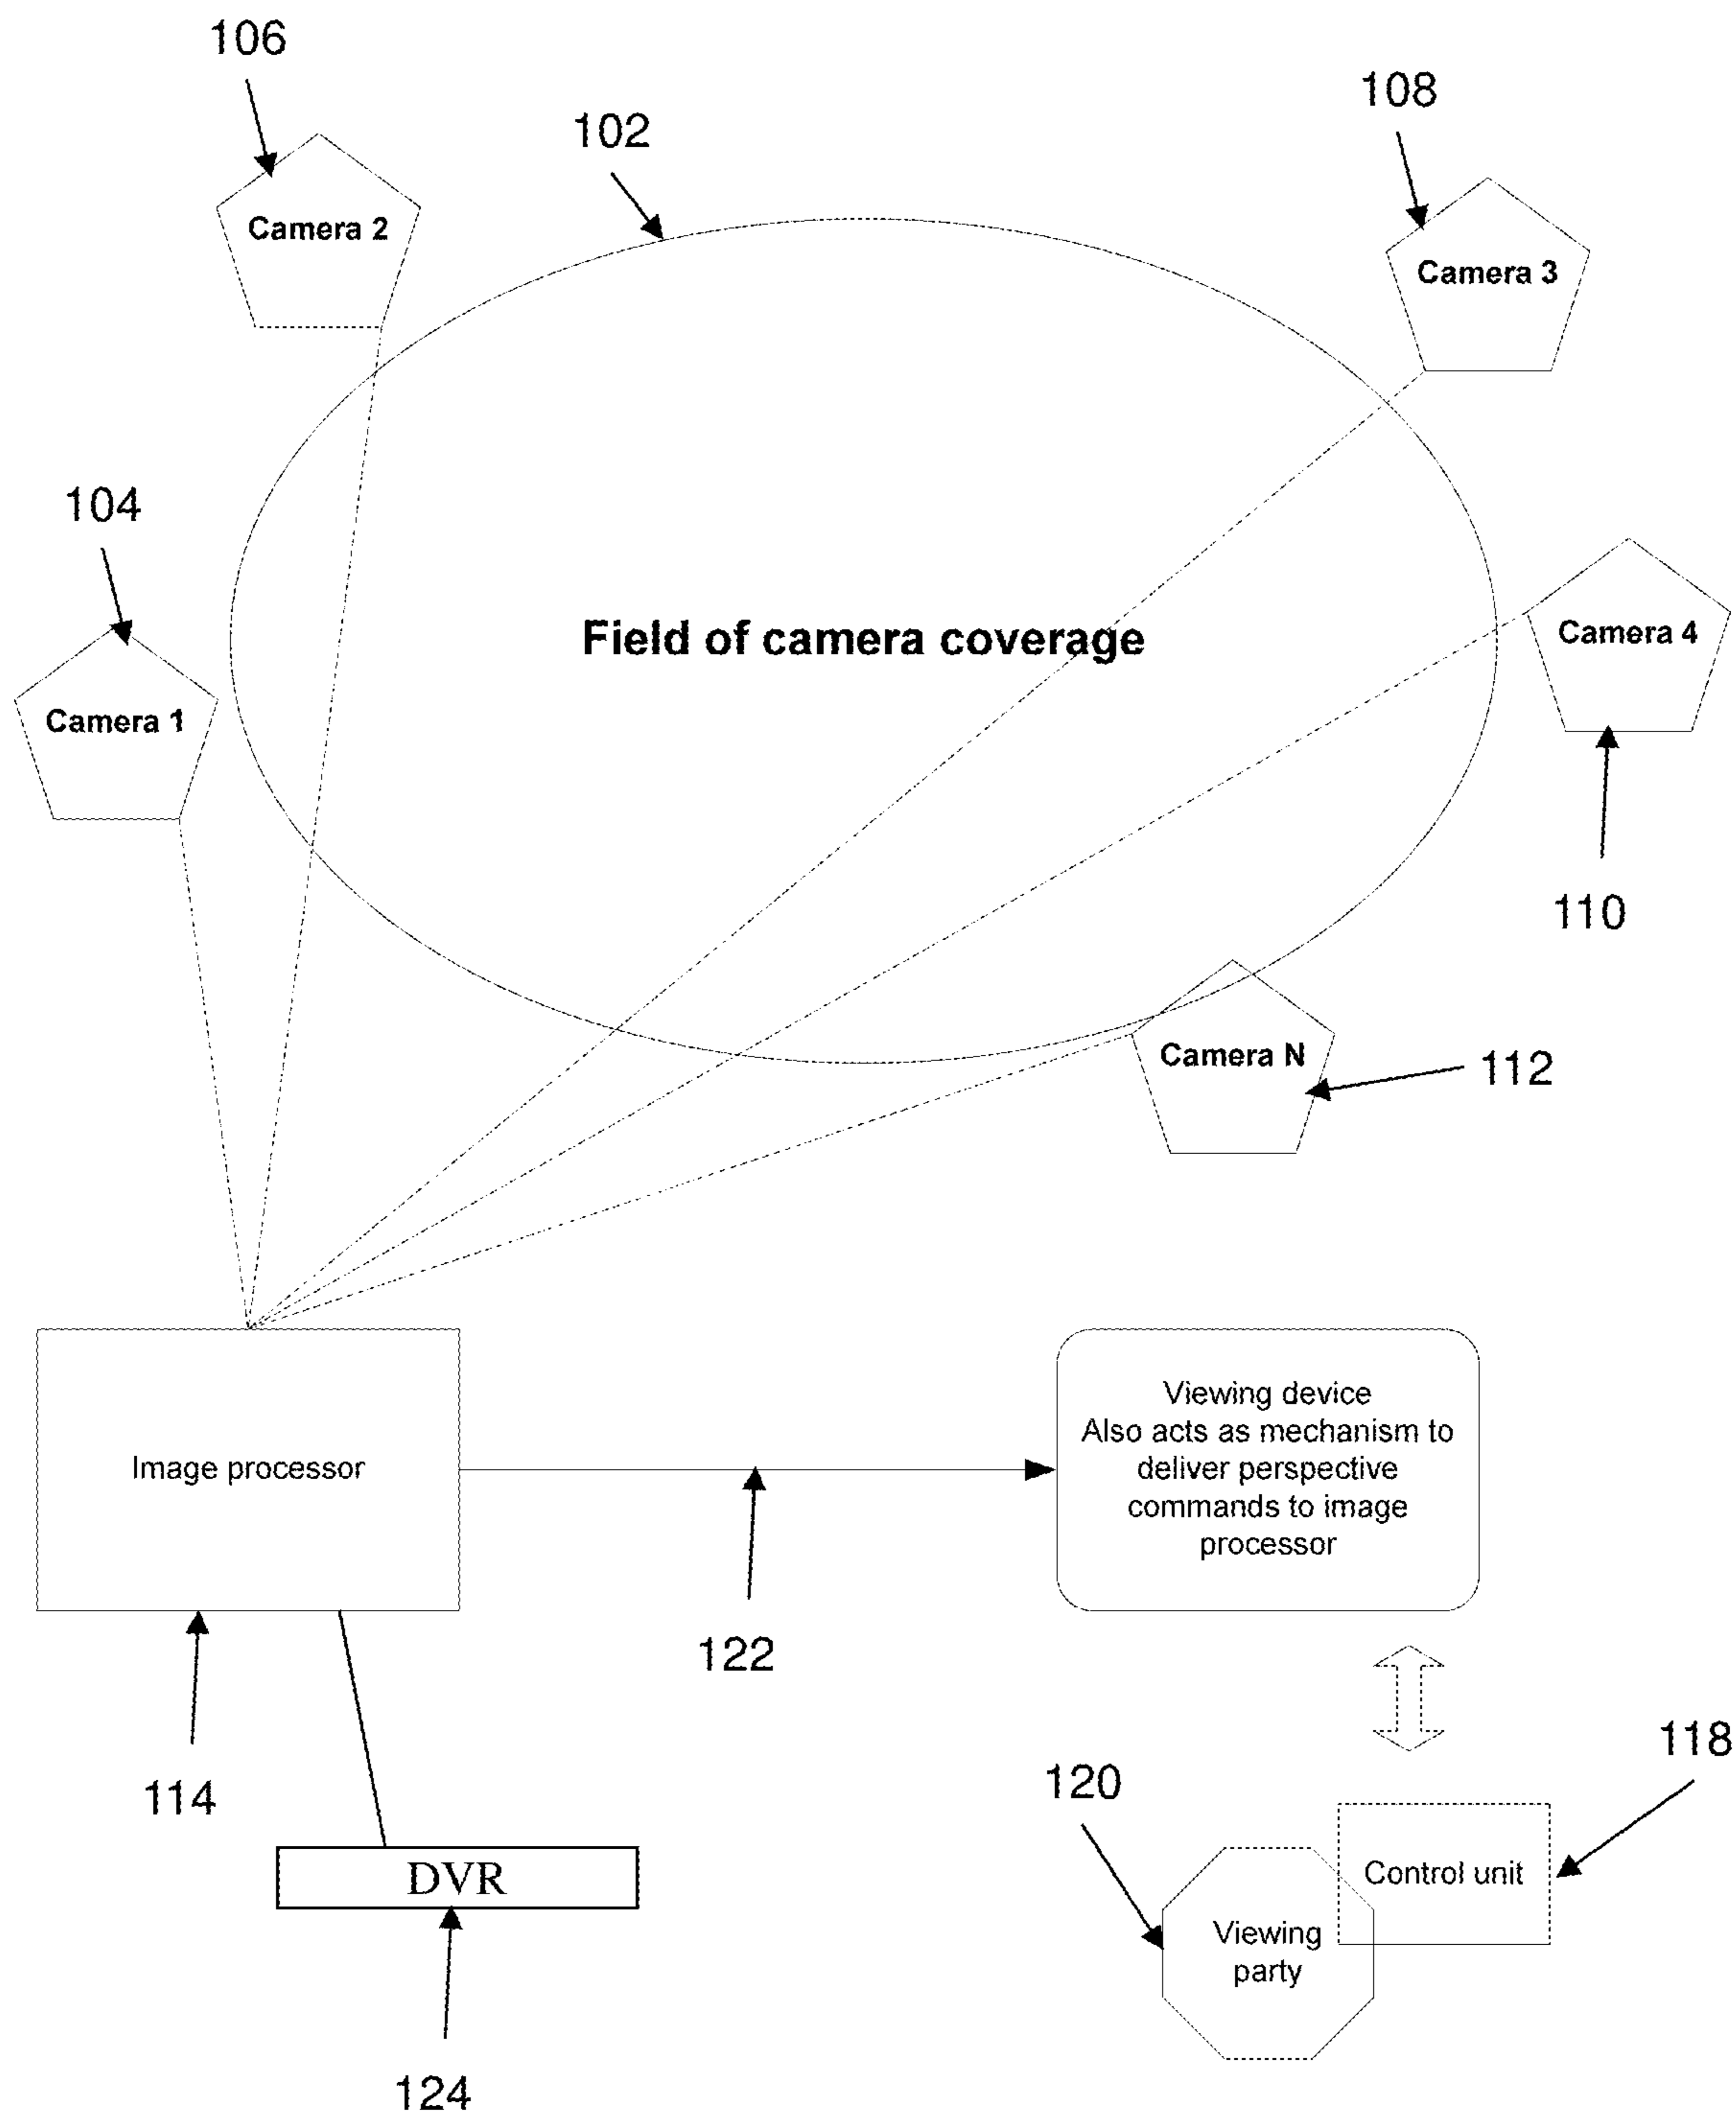 106
108
102
Camera 2
Camera 3
104
Field of camera coverage
Camera 4
Camera 1
110
Camera N
112
Image processor
Viewing device
Also acts as mechanism to
deliver perspective
commands to image
processor
122
114
118
120
DVR
Control unit
Viewing
party
124